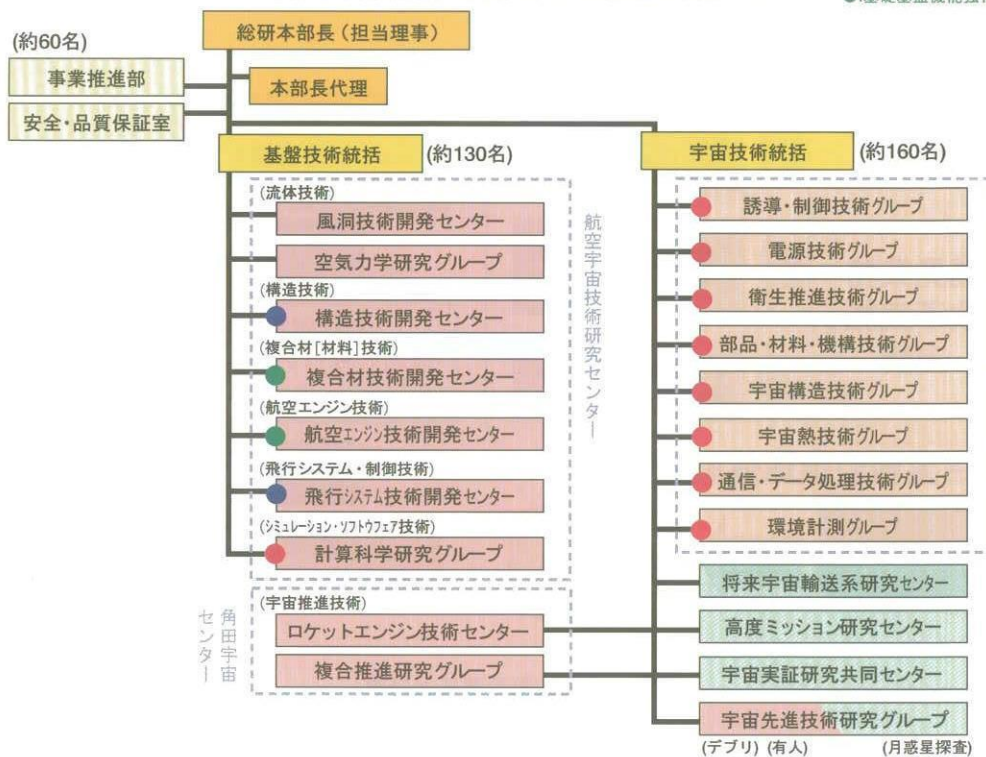 (約60名)
総研本部長(担当理事)
事業推進部
本部長代理
安全・品質保証室
基盤技術統括
(約130名)
宇宙技術統括
(約160名)
(流体技術)
風洞技術開発センター
空気力学研究グループ
(構造技術)
構造技術開発センター
(複合材[材料]技術)
複合材技術開発センター
(航空エンジン技術)
航空エンジン技術開発センター
(飛行システム・制御技術)
飛行システム技術開発センター
(シミュレーション・ソフトウェア技術)
計算科学研究グループ
航空宇宙技術研究センター
(宇宙推進技術)
ロケットエンジン技術センター
複合推進研究グループ
角田宇宙
センター
誘導・制御技術グループ
電源技術グループ
衛生推進技術グループ
部品・材料・機構技術グループ
宇宙構造技術グループ
宇宙熱技術グループ
通信・データ処理技術グループ
環境計測グループ
将来宇宙輸送系研究センター
高度ミッション研究センター
宇宙実証研究共同センター
宇宙先進技術研究グループ
(デブリ) (有人) (月惑星探査)